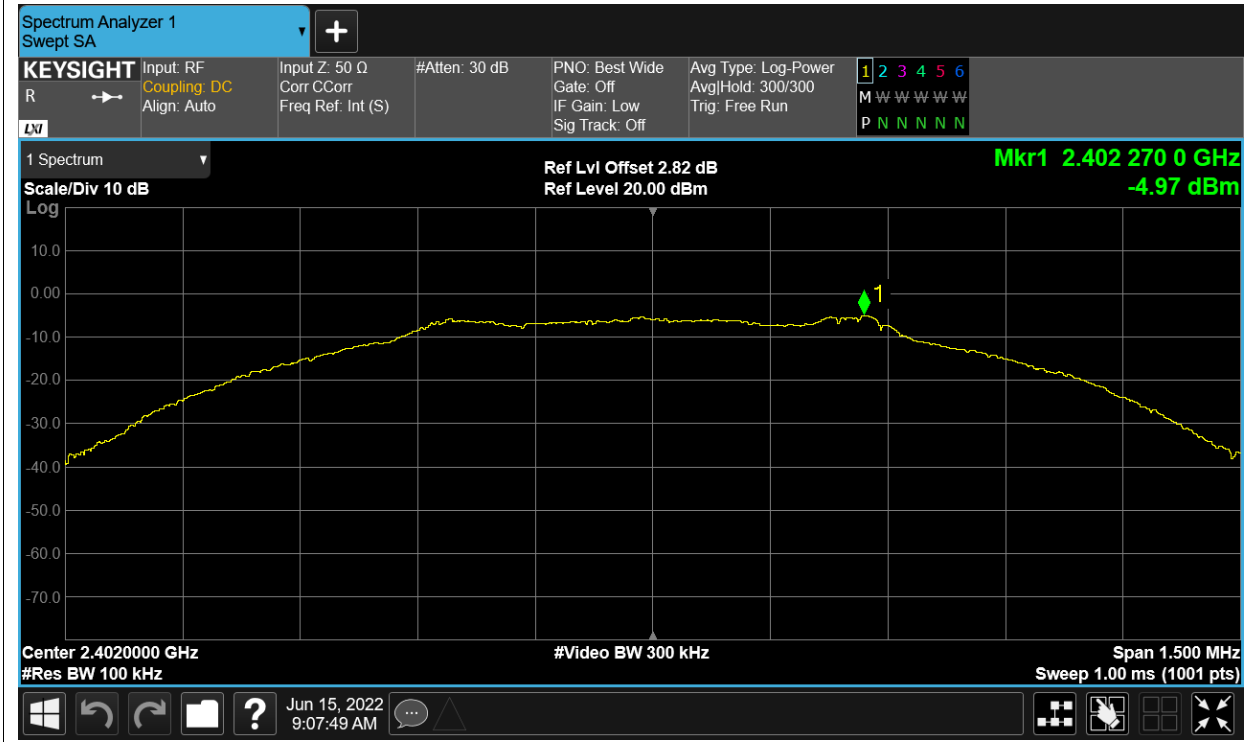 Spectrum Analyzer 1
Swept SA
+
KEYSIGHT
R
LXI
Input: RF
Coupling: DC
Align: Auto
Input Z: 50 Ω
Corr CCorr
Freq Ref: Int (S)
#Atten: 30 dB
PNO: Best Wide
Gate: Off
IF Gain: Low
Sig Track: Off
Avg Type: Log-Power
Avg|Hold: 300/300
Trig: Free Run
1 2 3 4 5 6
M W W W W W
P N N N N N
1 Spectrum
Scale/Div 10 dB
Log
Ref Lvl Offset 2.82 dB
Ref Level 20.00 dBm
Mkr1 2.402 270 0 GHz
-4.97 dBm
10.0
0.00
1
-10.0
-20.0
-30.0
-40.0
-50.0
-60.0
-70.0
Center 2.4020000 GHz
#Video BW 300 kHz
Span 1.500 MHz
#Res BW 100 kHz
Sweep 1.00 ms (1001 pts)
?
Jun 15, 2022
9:07:49 AM